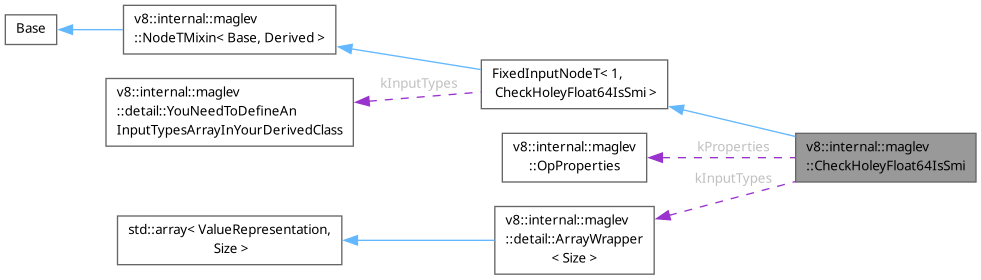 Base
v8::internal::maglev
::NodeTMixin< Base, Derived >
v8::internal::maglev
::detail::YouNeedToDefineAn
InputTypesArrayInYourDerivedClass
kInputTypes
FixedInputNodeT< 1,
CheckHoleyFloat64IsSmi >
v8::internal::maglev
::OpProperties
kProperties
kInputTypes
v8::internal::maglev
::CheckHoleyFloat64IsSmi
std::array< ValueRepresentation,
Size >
v8::internal::maglev
::detail::ArrayWrapper
< Size >